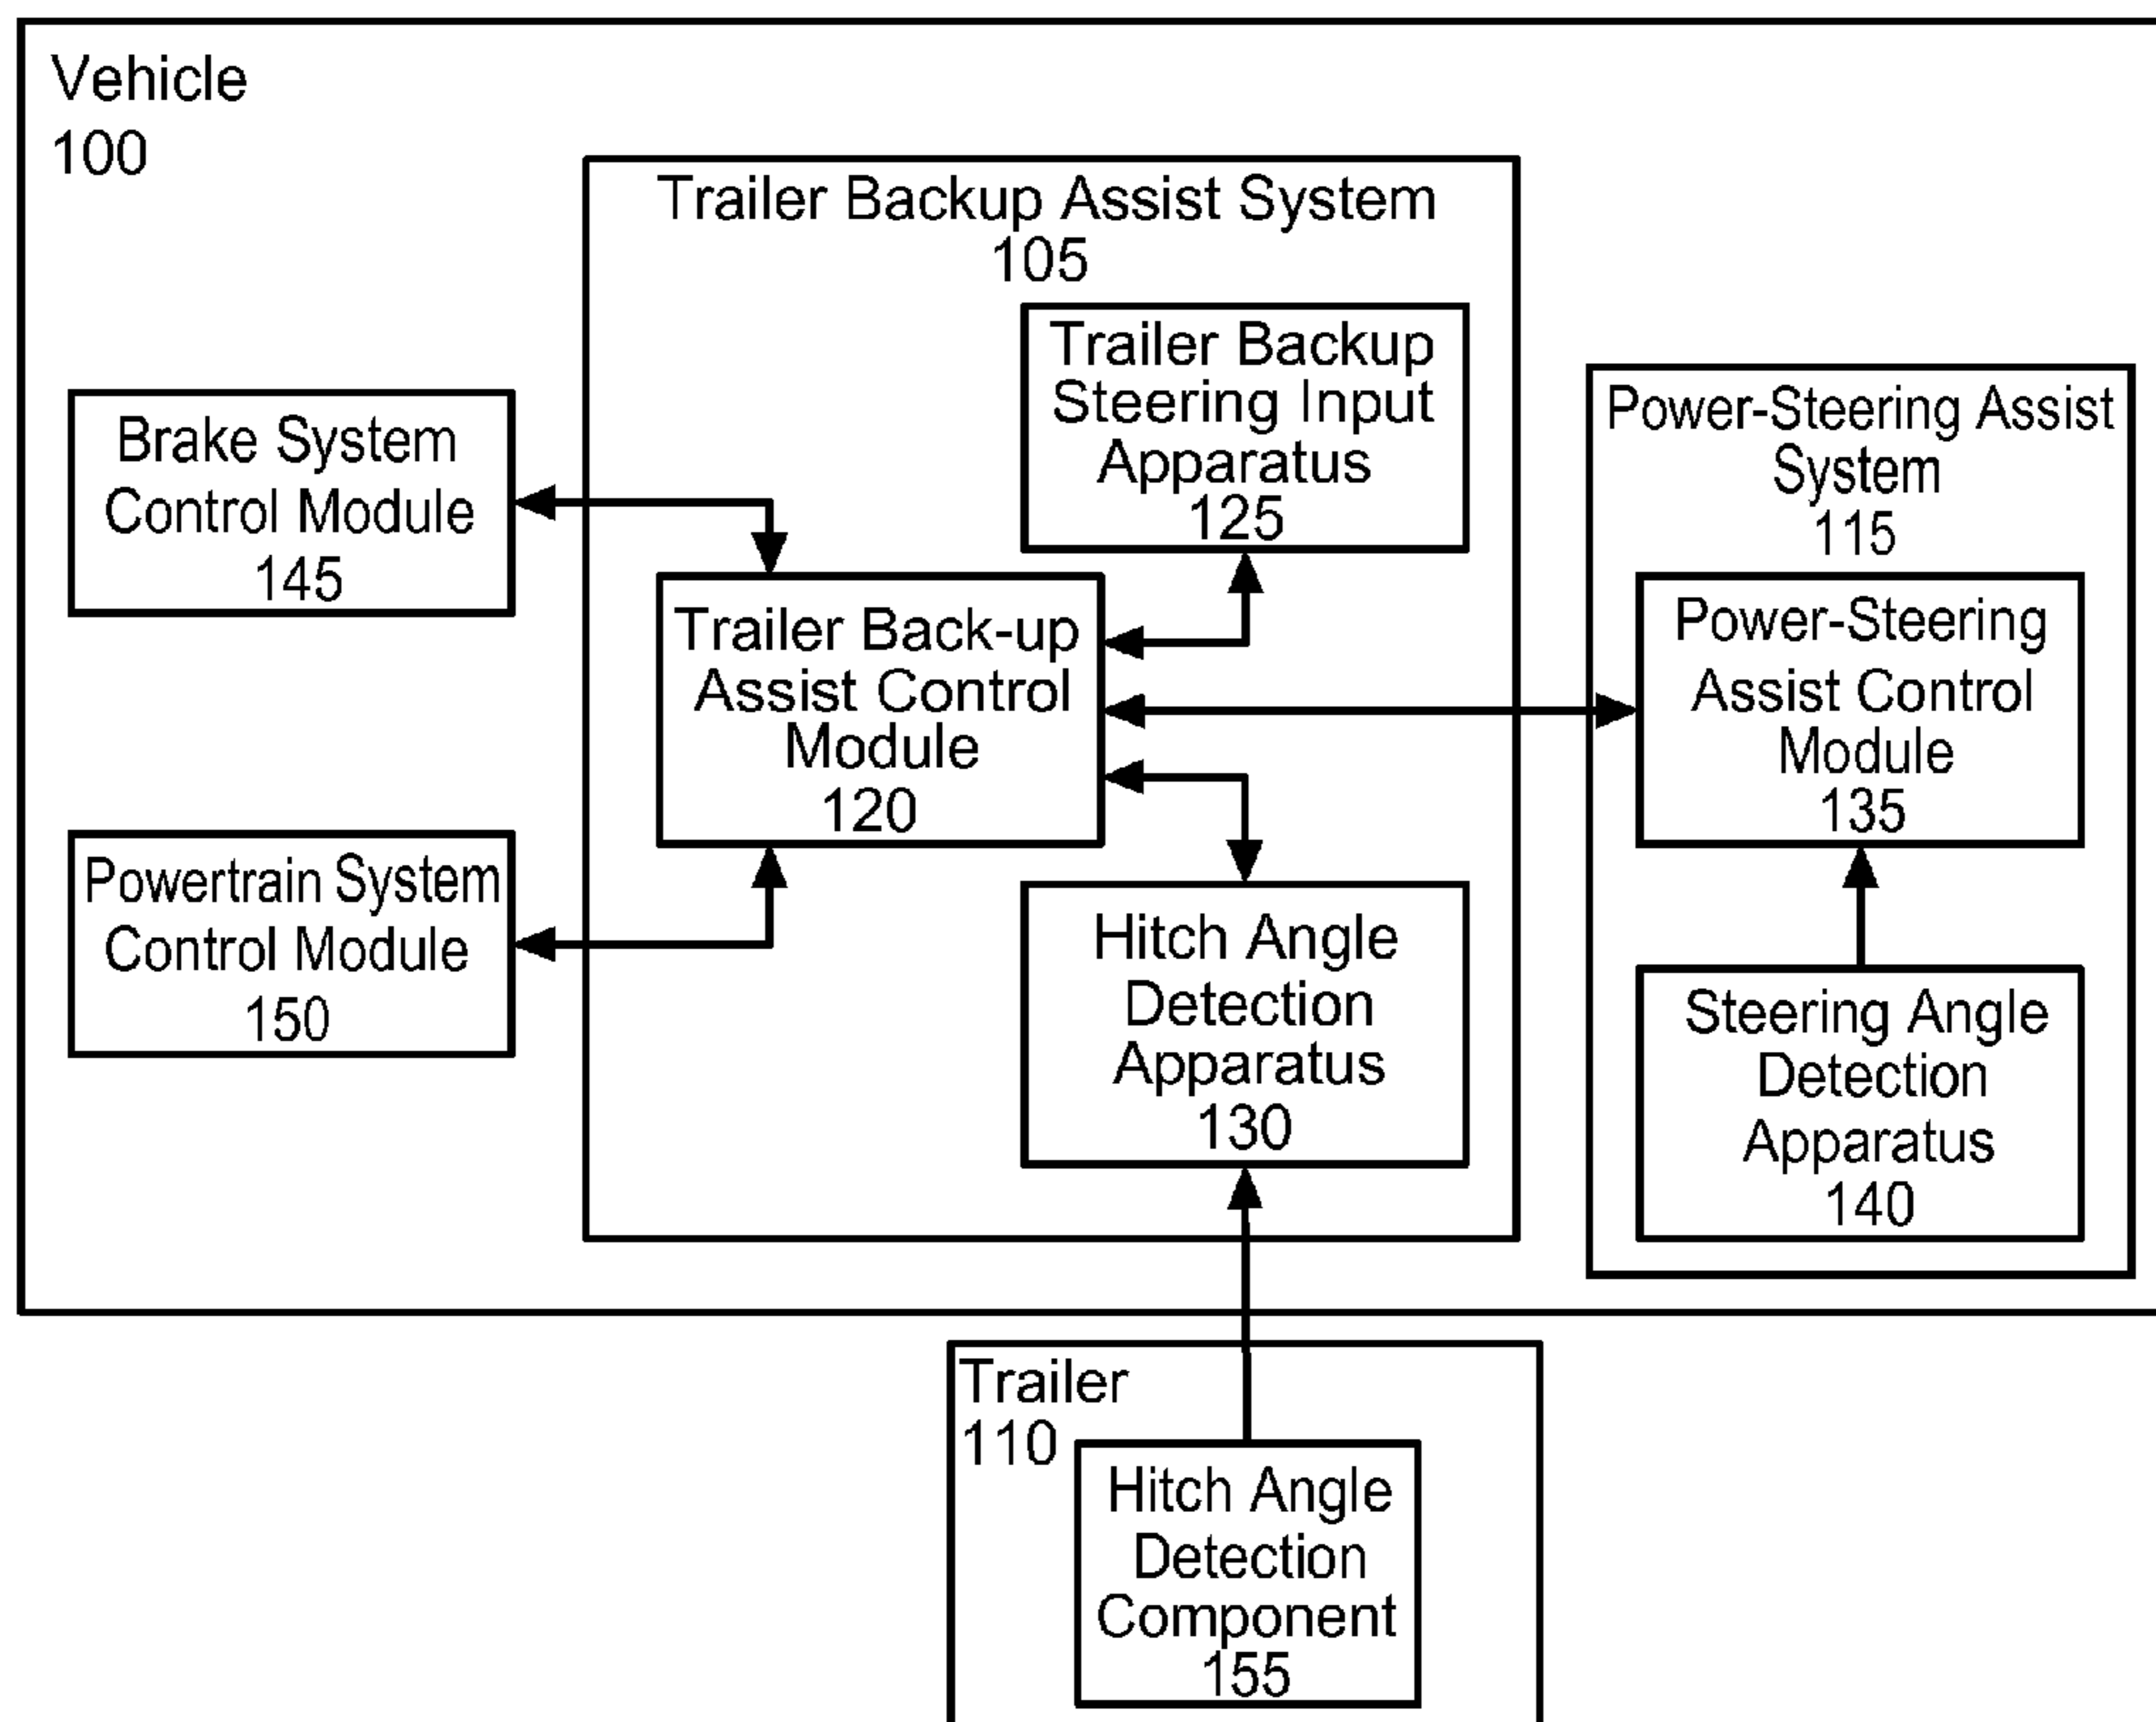 Vehicle
100
Trailer Backup Assist System
105
Trailer Backup
Steering Input
Apparatus
125
Brake System
Control Module
145
Power-Steering Assist
System
115
Trailer Back-up
Assist Control
Module
120
Power-Steering
Assist Control
Module
135
Powertrain System
Control Module
150
Hitch Angle
Detection
Apparatus
130
Steering Angle
Detection
Apparatus
140
Trailer
110
Hitch Angle
Detection
Component
155